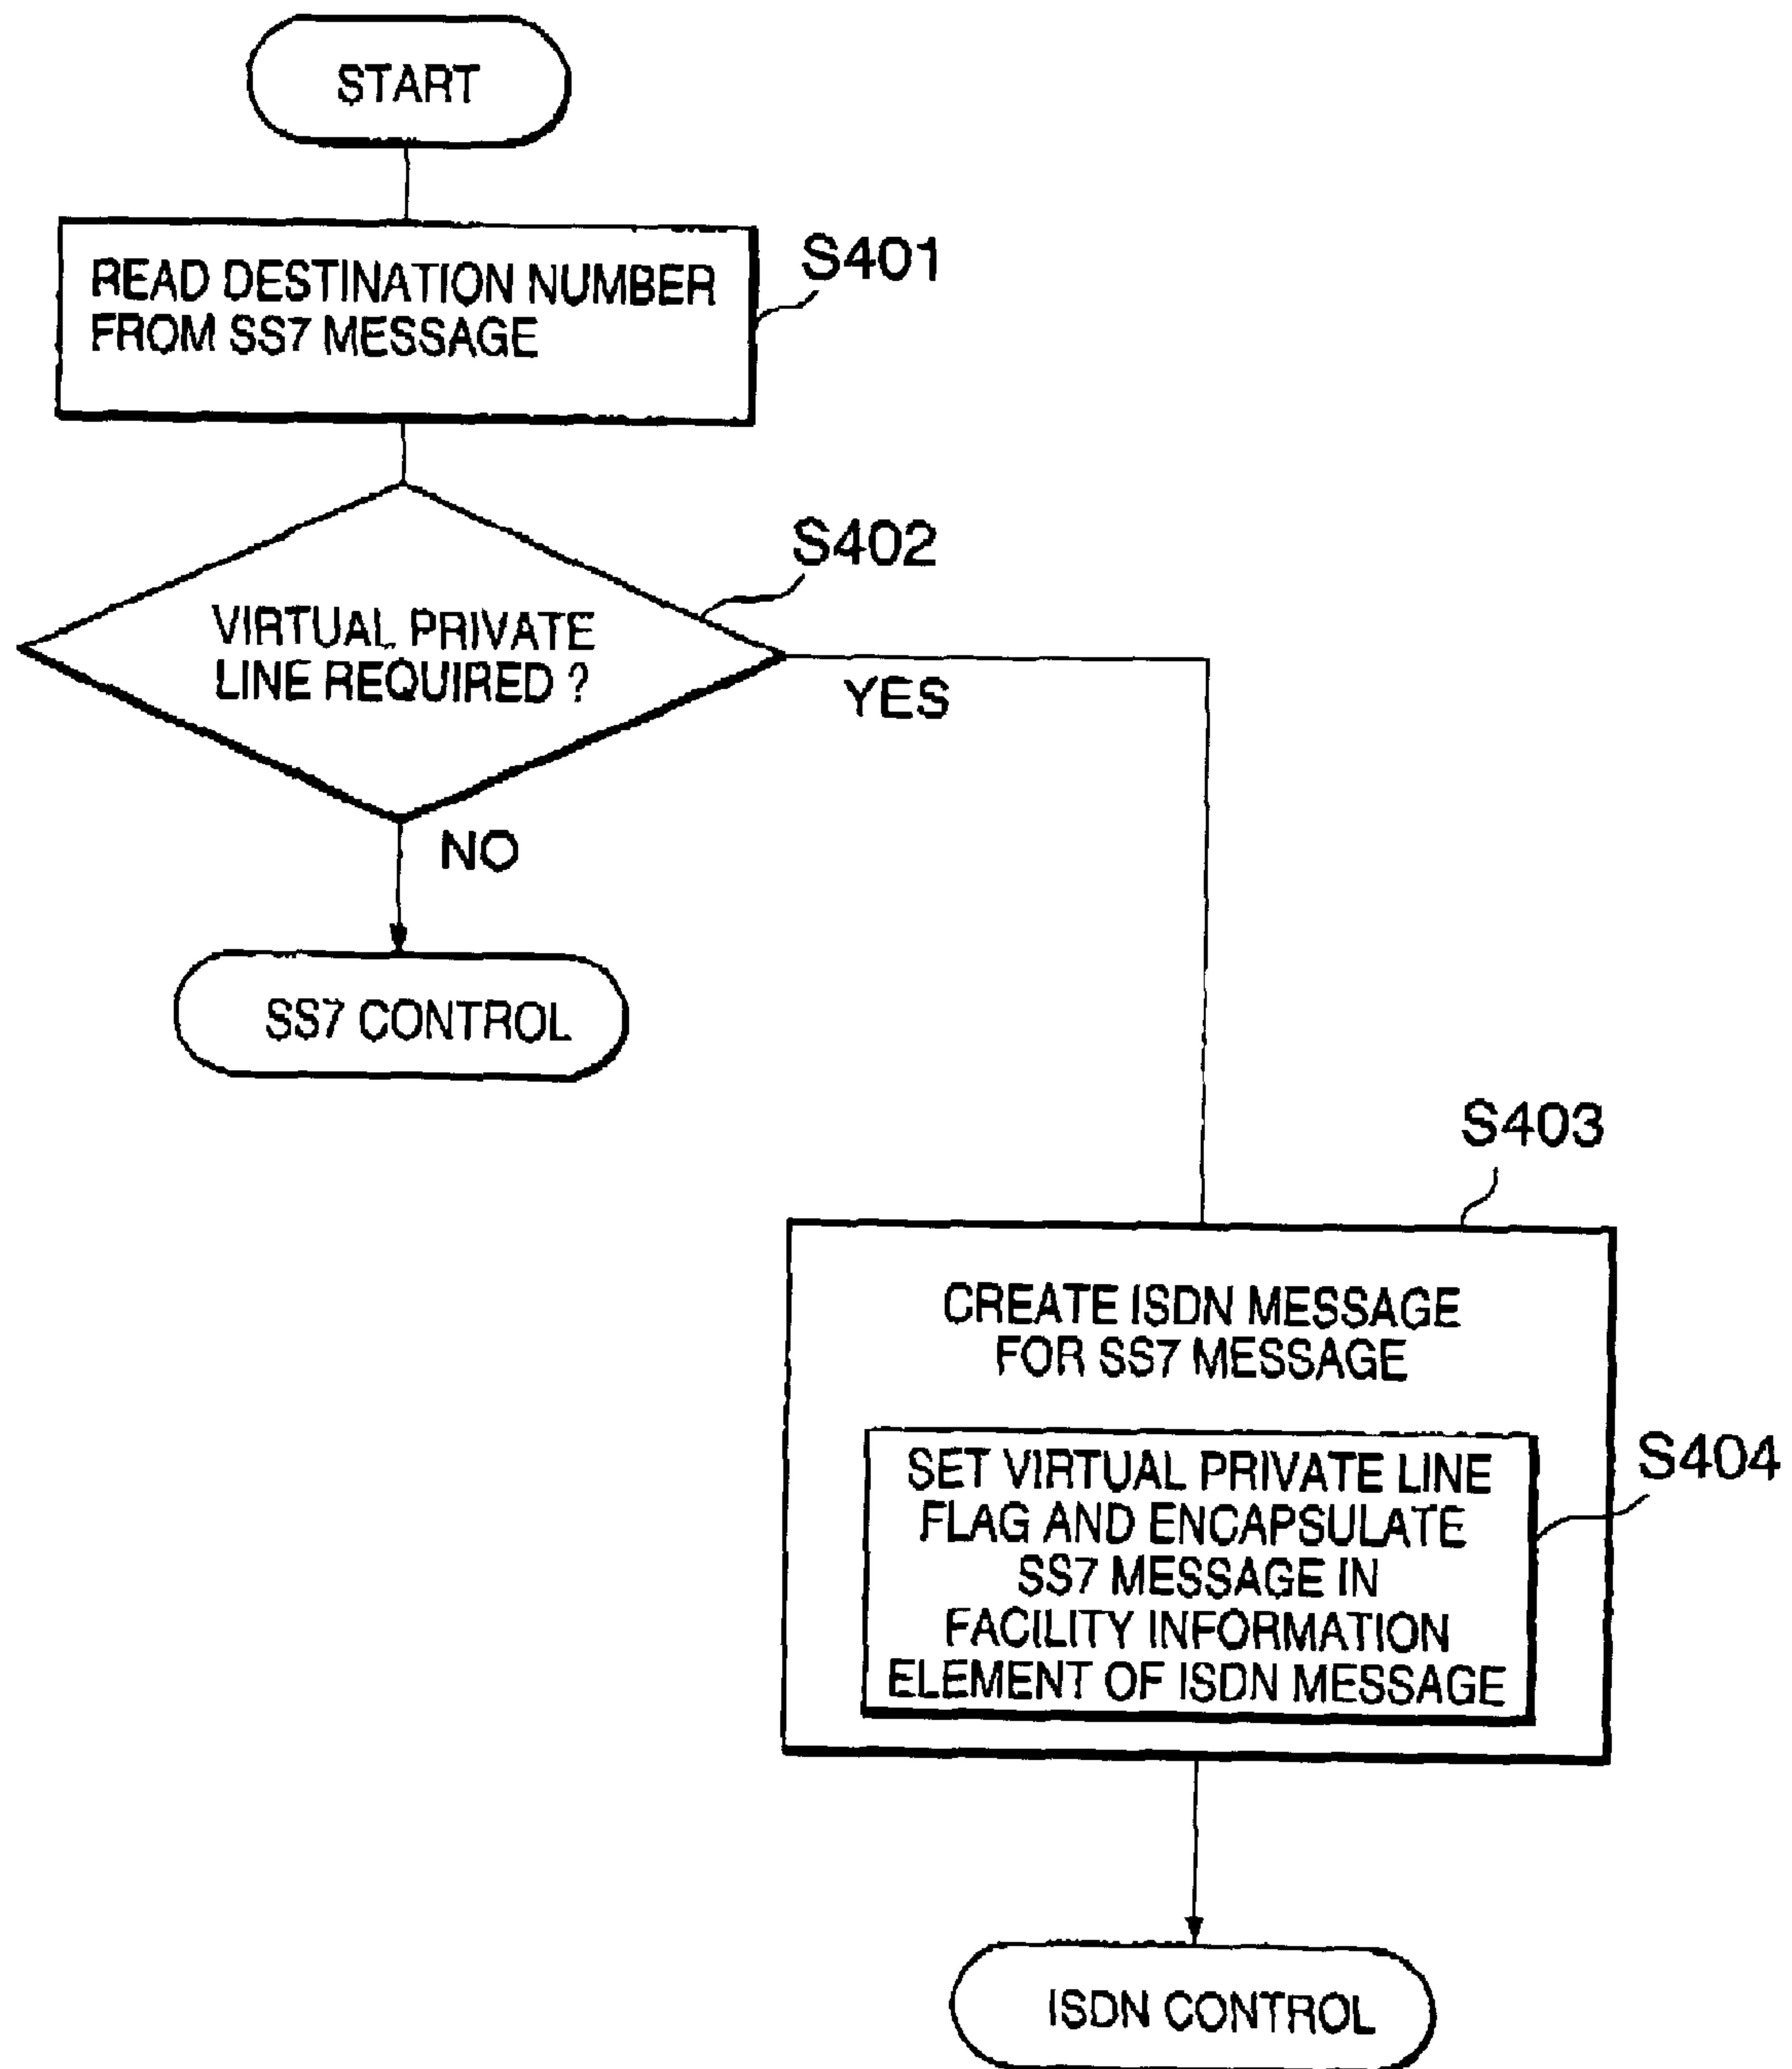 START
READ DESTINATION NUMBER
FROM SS7 MESSAGE
S401
VIRTUAL PRIVATE
LINE REQUIRED ?
S402
YES
NO
SS7 CONTROL
S403
CREATE ISDN MESSAGE
FOR SS7 MESSAGE
SET VIRTUAL PRIVATE LINE
FLAG AND ENCAPSULATE
SS7 MESSAGE IN
FACILITY INFORMATION
ELEMENT OF ISDN MESSAGE
S404
ISDN CONTROL